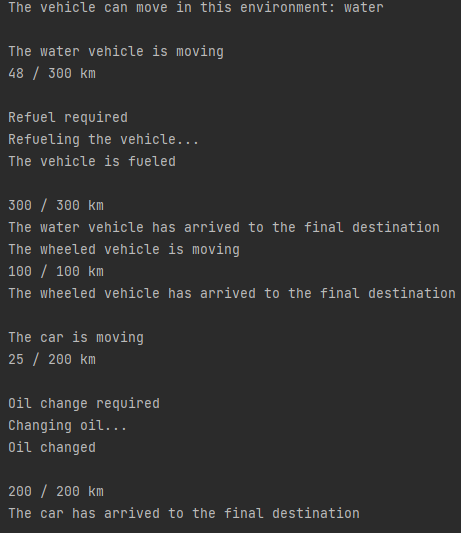 The vehicle can move in this environment: water
The water vehicle is moving
48 / 300 km
Refuel required
Refueling the vehicle...
The vehicle is fueled
300 / 300 km
The water vehicle has arrived to the final destination
The wheeled vehicle is moving
100 / 100 km
The wheeled vehicle has arrived to the final destination
The car is moving
25 / 200 km
Oil change required
Changing oil...
Oil changed
200 / 200 km
The car has arrived to the final destination